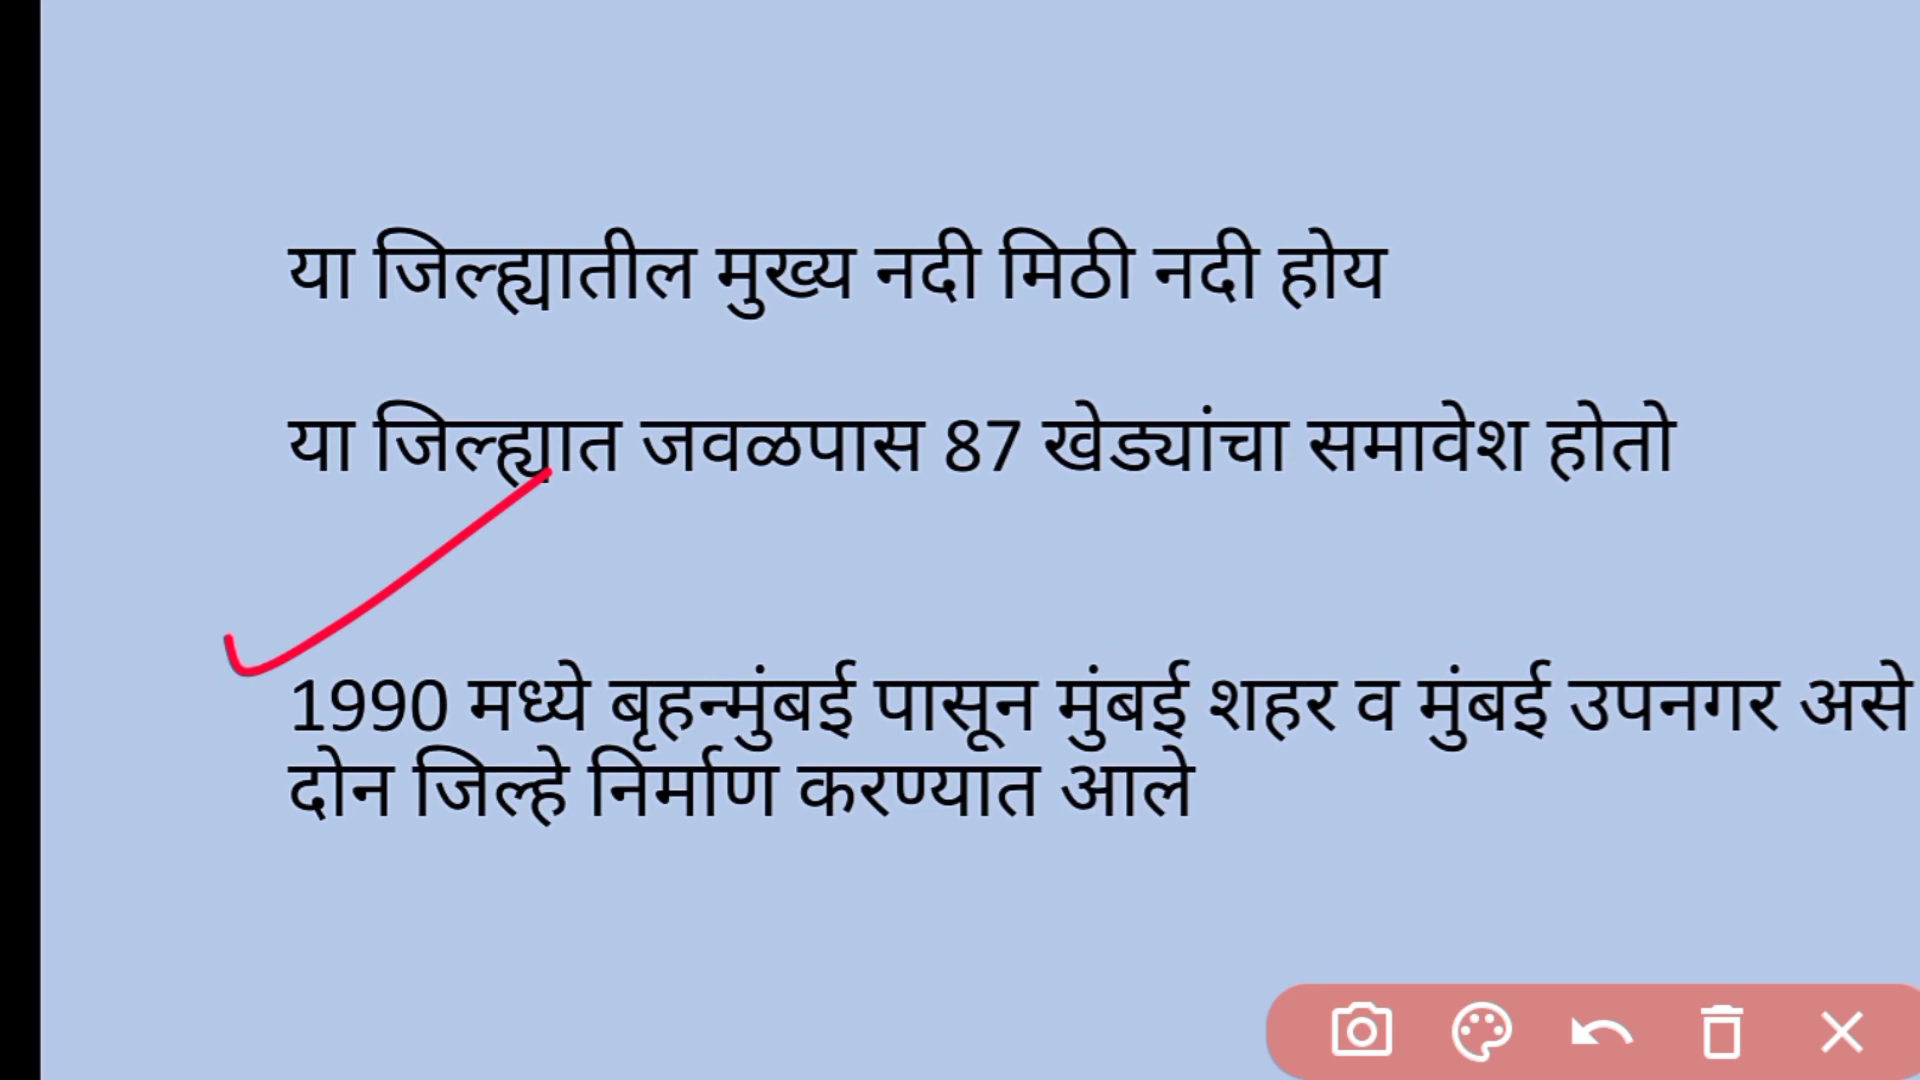 या जिल्ह्यातील मुख्य नदी मिठी नदी होय
या जिल्ह्यात जवळपास 87 खेड्यांचा समावेश होतो
1990 मध्ये बृहन्मुंबई पासून मुंबई शहर व मुंबई उपनगर असे
दोन जिल्हे निर्माण करण्यात आले